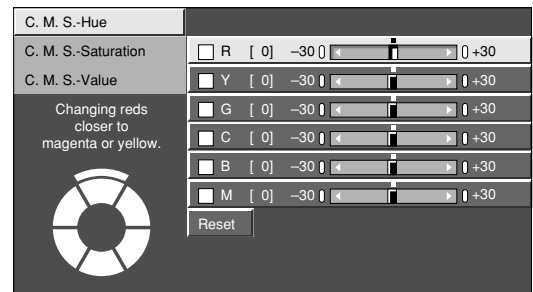 C. M. S.-Hue
C. M. S.-Saturation
C. M. S.-Value
Changing reds
closer to
magenta or yellow.
R [ 0] –30 +30
Y [ 0] –30 +30
G [ 0] –30 +30
C [ 0] –30 +30
B [ 0] –30 +30
M [ 0] –30 +30
Reset